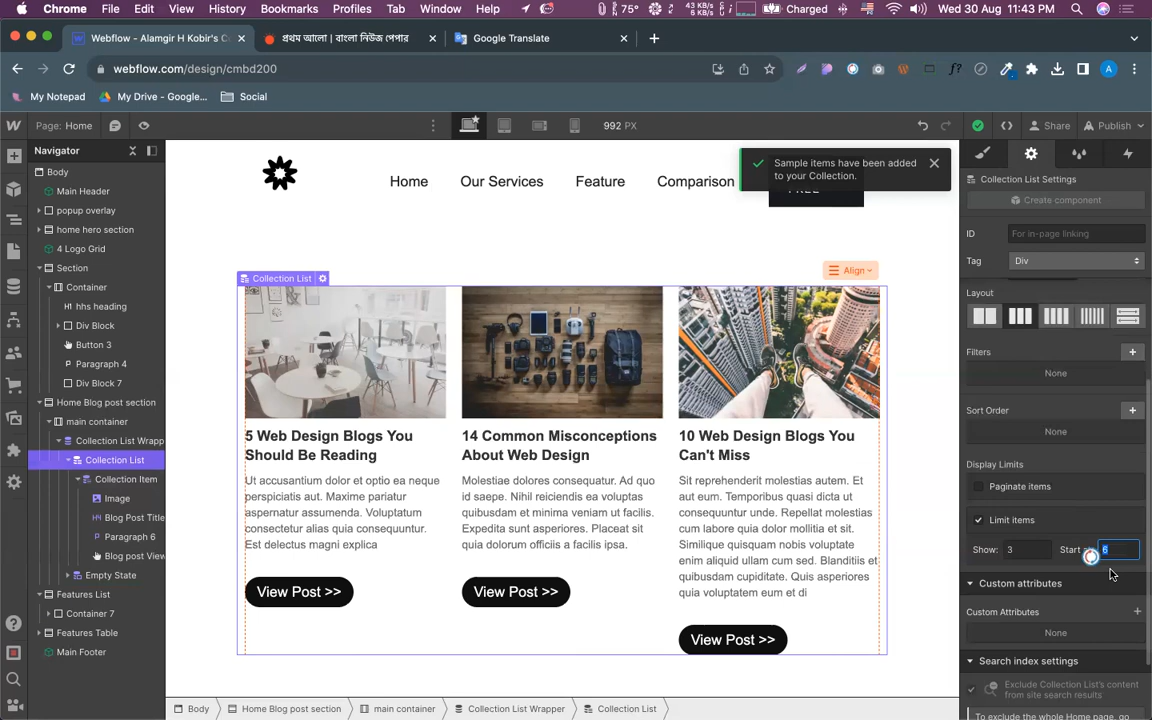 Chrome File Edit View History Bookmarks Profiles Tab Window Help 75° 43 KB 6 KB/s Charged Wed 30 Aug 11:43 PM
Webflow - Alamgir H Kobir's C প্রথম আলো | বাংলা নিউজ পেপার Google Translate
webflow.com/design/cmbd200
My Notepad My Drive - Google... Social
Page: Home 992 PX Share Publish
Navigator
Body
Main Header
popup overlay
home hero section
4 Logo Grid
Section
Container
hhs heading
Div Block
Button 3
Paragraph 4
Div Block 7
Home Blog post section
main container
Collection List Wrapp
Collection List
Collection Item
Image
Blog Post Title
Paragraph 6
Blog post View
Empty State
Features List
Container 7
Features Table
Main Footer
Home Our Services Feature Comparison
FREE
Sample items have been added
to your Collection.
Align
Collection List
5 Web Design Blogs You
Should Be Reading
Ut accusantium dolor et optio ea neque
perspiciatis aut. Maxime pariatur
aspernatur assumenda. Voluptatum
consectetur alias quia consequuntur.
Est delectus magni explica
View Post >>
14 Common Misconceptions
About Web Design
Molestiae dolores consequatur. Ad quo
id saepe. Nihil reiciendis ea voluptas
quibusdam et minima veniam ut facilis.
Expedita sunt asperiores. Placeat sunt
quia dolorum officiis a facilis ipsa.
View Post >>
10 Web Design Blogs You
Can't Miss
Sit reprehenderit molestias autem. Et
aut eum. Temporibus quasi dicta ut
consequuntur unde. Repellat molestias
cum labore quia dolor mollitia et sit.
Similique quisquam eum nobis voluptate
enim et deleniti dolores. Blanditiis et
quibusdam cupiditate. Quis asperiores
quia voluptatem eum et di
View Post >>
Body Home Blog post section main container Collection List Wrapper Collection List
Collection List Settings
Create component
ID For in-page linking
Tag Div
Layout
Filters
None
Sort Order
None
Display Limits
Paginate items
Limit items
Show: 3 Start 6
Custom attributes
Custom Attributes
None
Search index settings
Exclude Collection List's content
from site search results
To exclude the whole Home page, go